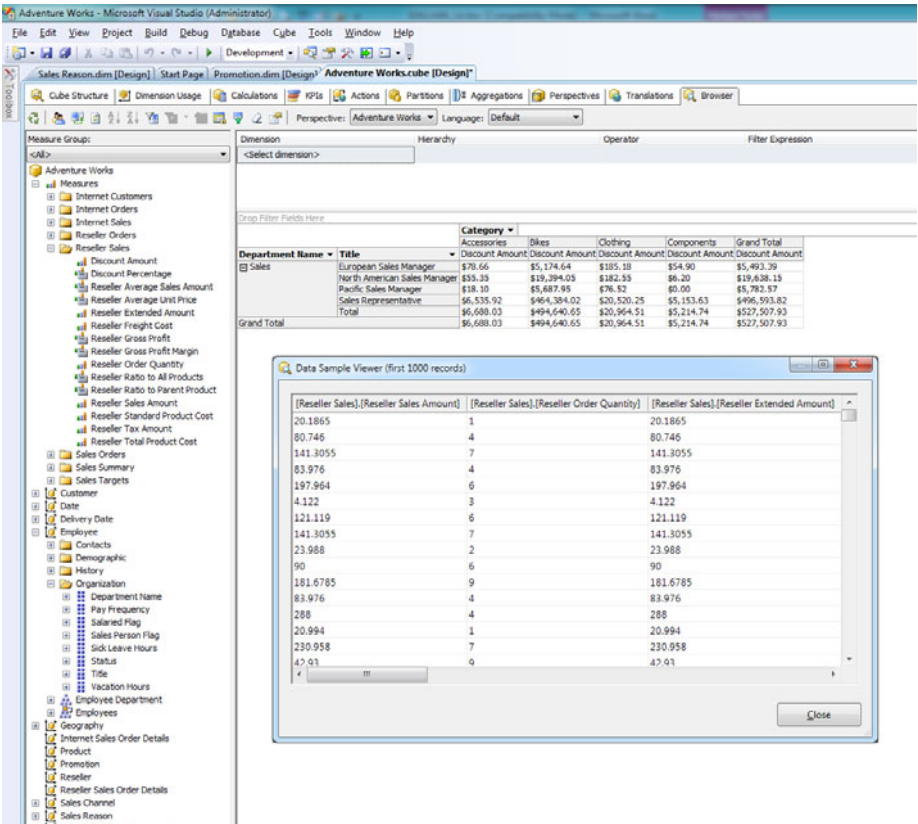 Adventure Works - Microsoft Visual Studio (Administrator)
File Edit View Project Build Debug Database Cube Tools Window Help
Development
Sales Reason.dim [Design] Start Page Promotion.dim [Design]* Adventure Works.cube [Design]*
Toolbox
Cube Structure Dimension Usage Calculations KPIs Actions Partitions Aggregations Perspectives Translations Browser
Perspective: Adventure Works Language: Default
Measure Group:
<All>
Adventure Works
Measures
Internet Customers
Internet Orders
Internet Sales
Reseller Orders
Reseller Sales
Discount Amount
Discount Percentage
Reseller Average Sales Amount
Reseller Average Unit Price
Reseller Extended Amount
Reseller Freight Cost
Reseller Gross Profit
Reseller Gross Profit Margin
Reseller Order Quantity
Reseller Ratio to All Products
Reseller Ratio to Parent Product
Reseller Sales Amount
Reseller Standard Product Cost
Reseller Tax Amount
Reseller Total Product Cost
Sales Orders
Sales Summary
Sales Targets
Customer
Date
Delivery Date
Employee
Contacts
Demographic
History
Organization
Department Name
Pay Frequency
Salaried Flag
Sales Person Flag
Sick Leave Hours
Status
Title
Vacation Hours
Employee Department
Employees
Geography
Internet Sales Order Details
Product
Promotion
Reseller
Reseller Sales Order Details
Sales Channel
Sales Reason
Dimension Hierarchy Operator Filter Expression
<Select dimension>
Drop Filter Fields Here
Category
Accessories Bikes Clothing Components Grand Total
Department Name Title Discount Amount Discount Amount Discount Amount Discount Amount Discount Amount
Sales European Sales Manager $78.66 $5,174.64 $185.18 $54.90 $5,493.39
North American Sales Manager $55.35 $19,394.05 $182.55 $6.20 $19,638.15
Pacific Sales Manager $18.10 $5,687.95 $76.52 $0.00 $5,782.57
Sales Representative $6,535.92 $464,384.02 $20,520.25 $5,153.63 $496,593.82
Total $6,688.03 $494,640.65 $20,964.51 $5,214.74 $527,507.93
Grand Total $6,688.03 $494,640.65 $20,964.51 $5,214.74 $527,507.93
Data Sample Viewer (first 1000 records)
[Reseller Sales].[Reseller Sales Amount] [Reseller Sales].[Reseller Order Quantity] [Reseller Sales].[Reseller Extended Amount]
20.1865 1 20.1865
80.746 4 80.746
141.3055 7 141.3055
83.976 4 83.976
197.964 6 197.964
4.122 3 4.122
121.119 6 121.119
141.3055 7 141.3055
23.988 2 23.988
90 6 90
181.6785 9 181.6785
83.976 4 83.976
288 4 288
20.994 1 20.994
230.958 7 230.958
42.93 9 42.93
Close